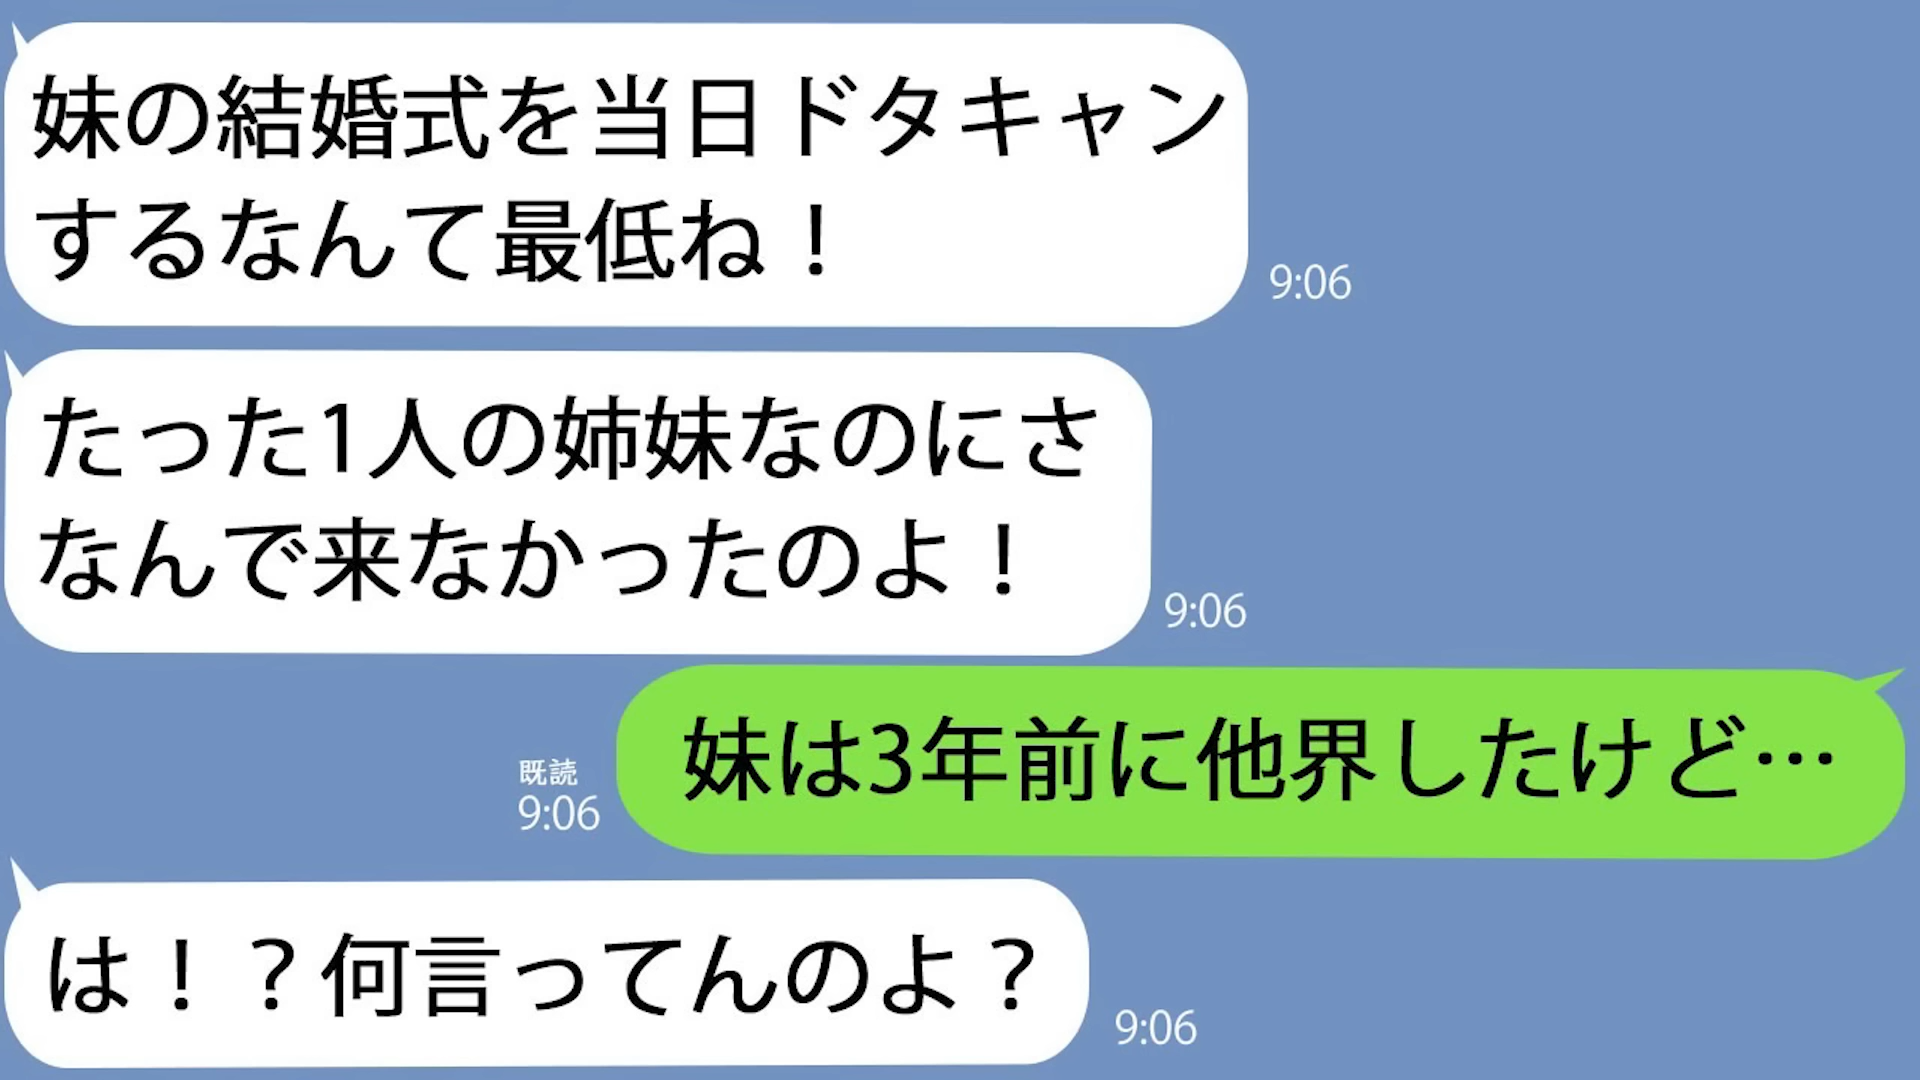 妹の結婚式を当日ドタキャン
するなんて最低ね！
9:06
たった1人の姉妹なのにさ
なんで来なかったのよ！
9:06
妹は3年前に他界したけど…
既読
9:06
は！？何言ってんのよ？
9:06